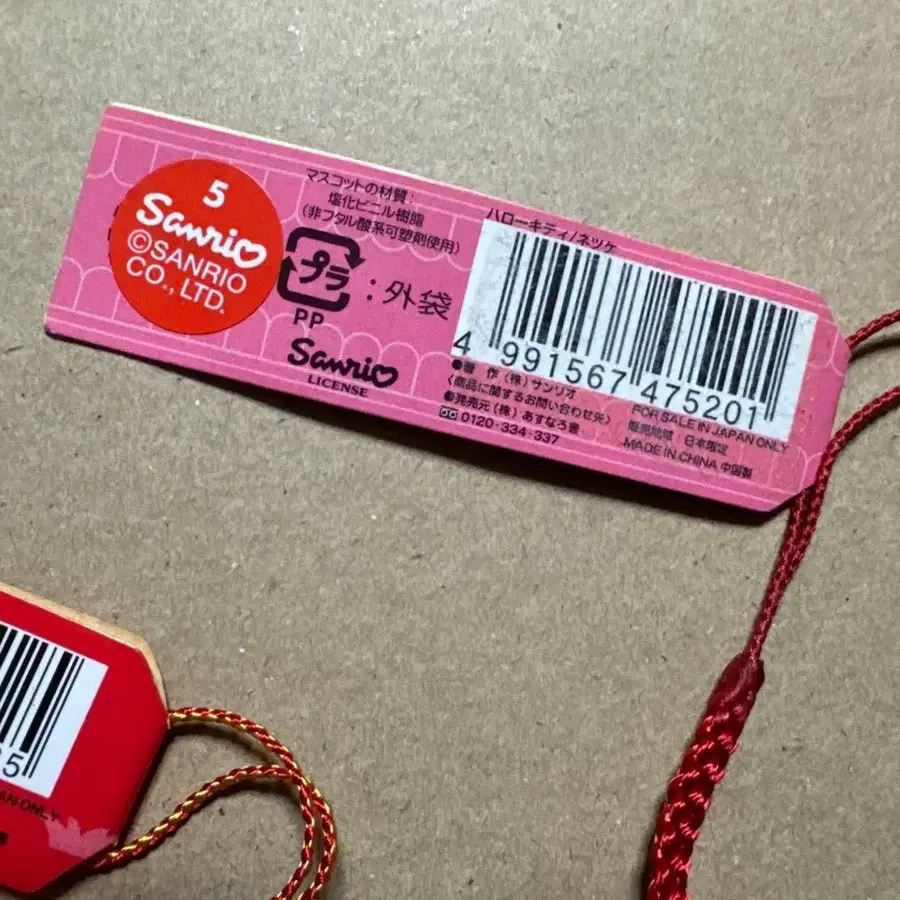 5
Sanrio
©SANRIO
CO., LTD.
マスコットの材質:
塩化ビニル樹脂
(非フタル酸系可塑剤使用)
プラ
:外袋
PP
Sanrio
LICENSE
ハローキティ/ネツケ
4 991567 475201
●著 作(株)サンリオ
〈商品に関するお問い合わせ先〉
●発売元(株)あすなろ舎
0120-334-337
FOR SALE IN JAPAN ONLY
販売地域:日本限定
MADE IN CHINA 中国製
5
AN ONLY